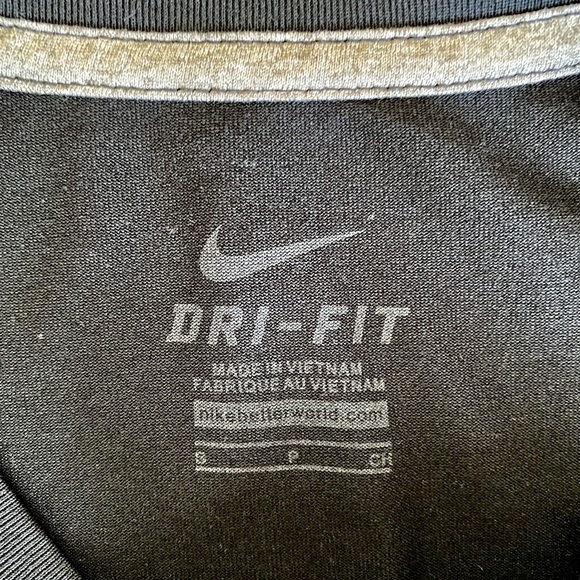 DRI-FIT
MADE IN VIETNAM
FABRIQUE AU VIETNAM
nikebetterworld.com
S P CH